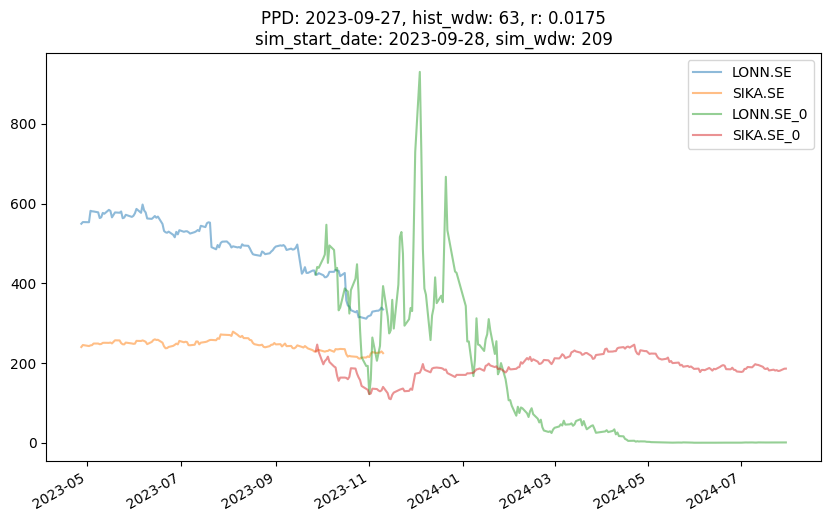 PPD: 2023-09-27, hist_wdw: 63, r: 0.0175
sim_start_date: 2023-09-28, sim_wdw: 209
LONN.SE
SIKA.SE
LONN.SE_0
SIKA.SE_0
800
600
400
200
0
2023-05
2023-07
2023-09
2023-11
2024-01
2024-03
2024-05
2024-07